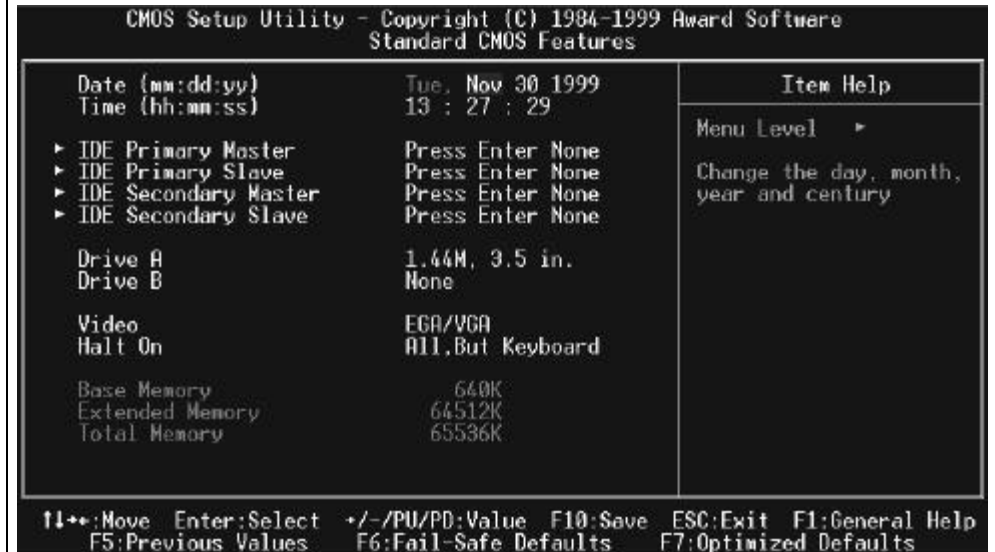 CMOS Setup Utility - Copyright (C) 1984-1999 Award Software
Standard CMOS Features
Date (mm:dd:yy) Tue, Nov 30 1999
Time (hh:mm:ss) 13 : 27 : 29
► IDE Primary Master Press Enter None
► IDE Primary Slave Press Enter None
► IDE Secondary Master Press Enter None
► IDE Secondary Slave Press Enter None
Drive A 1.44M, 3.5 in.
Drive B None
Video EGA/VGA
Halt On All,But Keyboard
Base Memory 640K
Extended Memory 64512K
Total Memory 65536K
Item Help
Menu Level ►
Change the day, month,
year and century
↑↓→←:Move Enter:Select +/-/PU/PD:Value F10:Save ESC:Exit F1:General Help
F5:Previous Values F6:Fail-Safe Defaults F7:Optimized Defaults